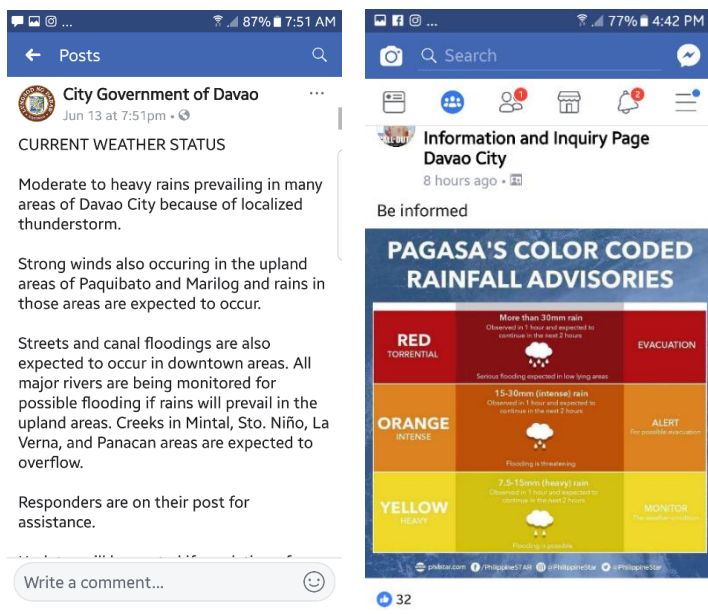 ... 87% 7:51 AM
Posts
City Government of Davao ...
Jun 13 at 7:51pm •
CURRENT WEATHER STATUS
Moderate to heavy rains prevailing in many
areas of Davao City because of localized
thunderstorm.
Strong winds also occuring in the upland
areas of Paquibato and Marilog and rains in
those areas are expected to occur.
Streets and canal floodings are also
expected to occur in downtown areas. All
major rivers are being monitored for
possible flooding if rains will prevail in the
upland areas. Creeks in Mintal, Sto. Niño, La
Verna, and Panacan areas are expected to
overflow.
Responders are on their post for
assistance.
Write a comment...
... 77% 4:42 PM
Search
1
2
Information and Inquiry Page
Davao City
8 hours ago •
Be informed
PAGASA'S COLOR CODED
RAINFALL ADVISORIES
RED
TORRENTIAL
More than 30mm rain
Observed in 1 hour and expected to
continue in the next 2 hours
Serious flooding expected in low lying areas
EVACUATION
ORANGE
INTENSE
15-30mm (intense) rain
Observed in 1 hour and expected to
continue in the next 2 hours
Flooding is threatening
ALERT
For possible evacuation
YELLOW
HEAVY
7.5-15mm (heavy) rain
Observed in 1 hour and expected to
continue in the next 2 hours
Flooding is possible
MONITOR
The weather condition
philstar.com /PhilippineSTAR @PhilippineStar @PhilippineStar
32